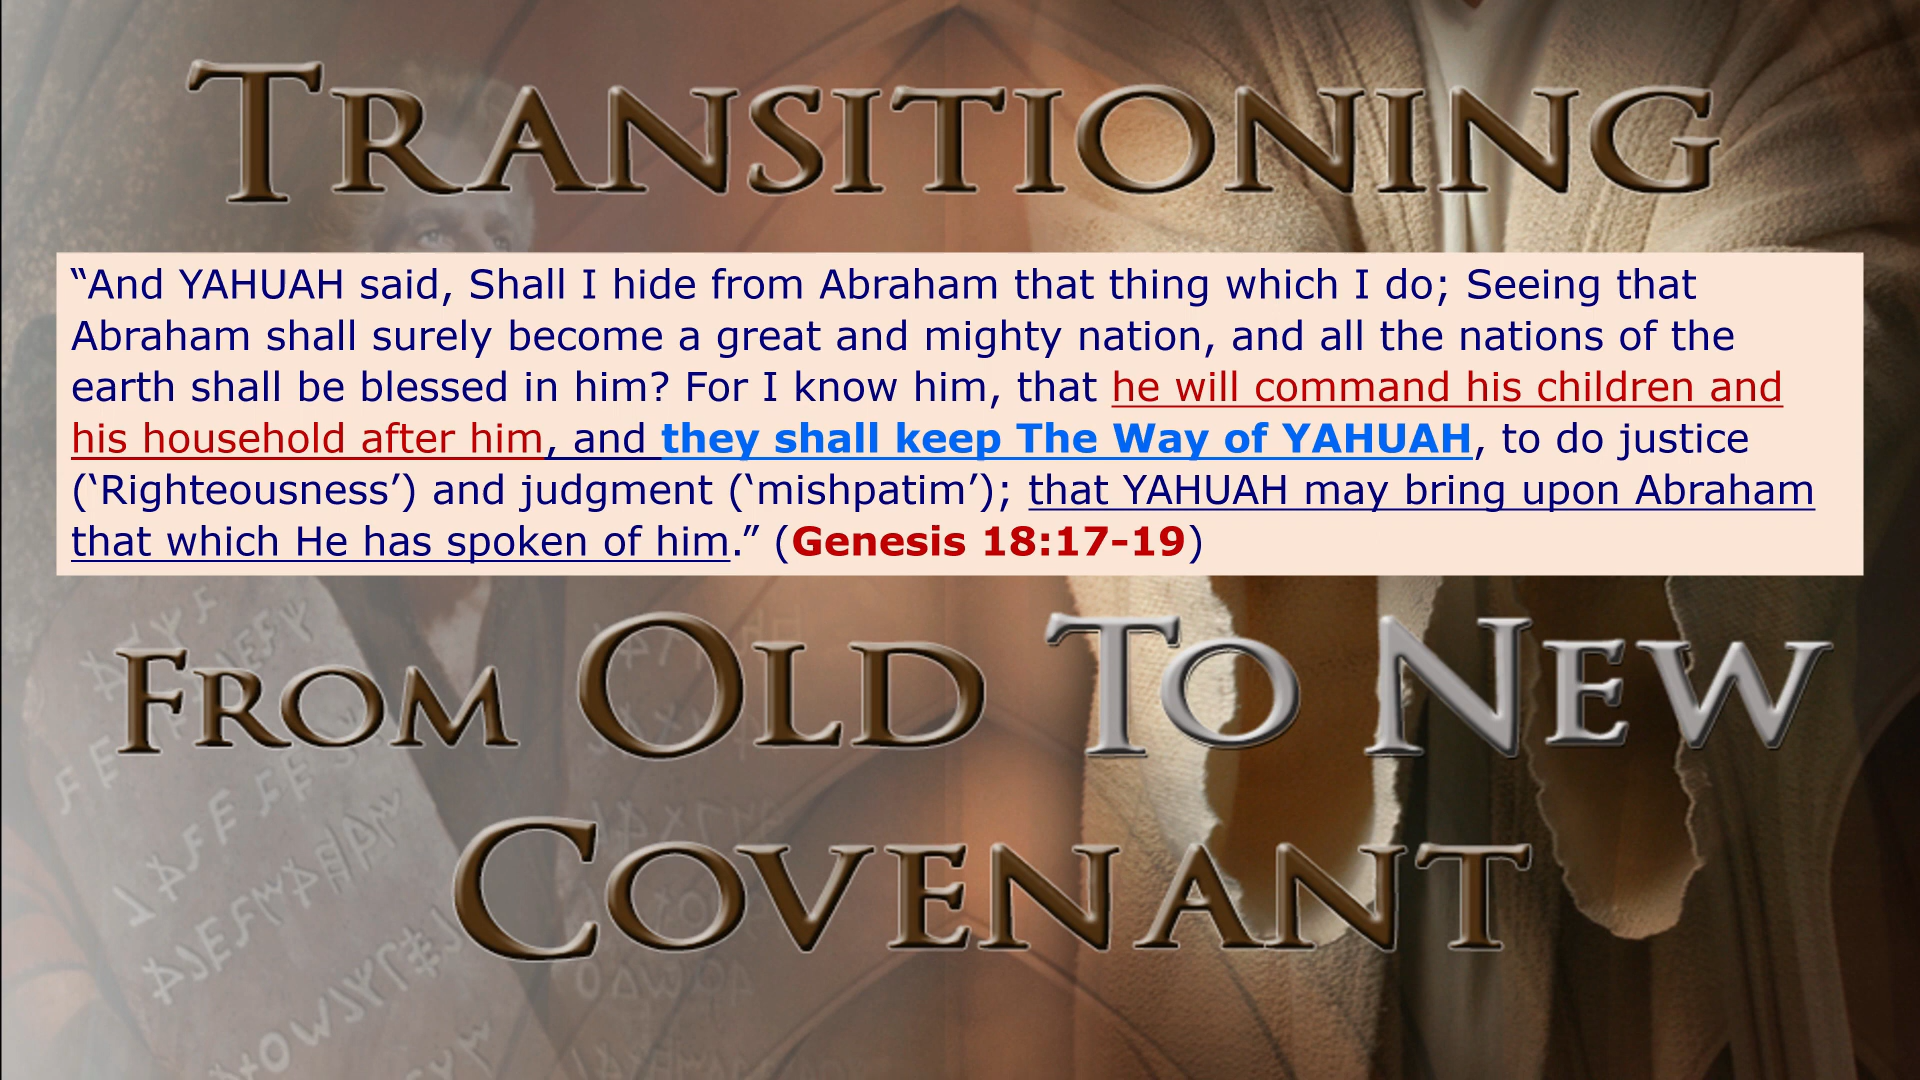 TRANSITIONING
“And YAHUAH said, Shall I hide from Abraham that thing which I do; Seeing that
Abraham shall surely become a great and mighty nation, and all the nations of the
earth shall be blessed in him? For I know him, that he will command his children and
his household after him, and they shall keep The Way of YAHUAH, to do justice
(‘Righteousness’) and judgment (‘mishpatim’); that YAHUAH may bring upon Abraham
that which He has spoken of him.” (Genesis 18:17-19)
FROM OLD TO NEW
COVENANT